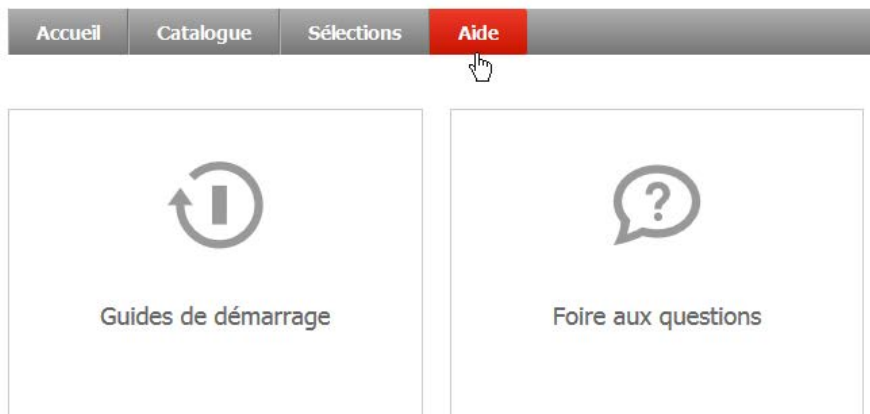 Accueil Catalogue Sélections Aide
Guides de démarrage
Foire aux questions